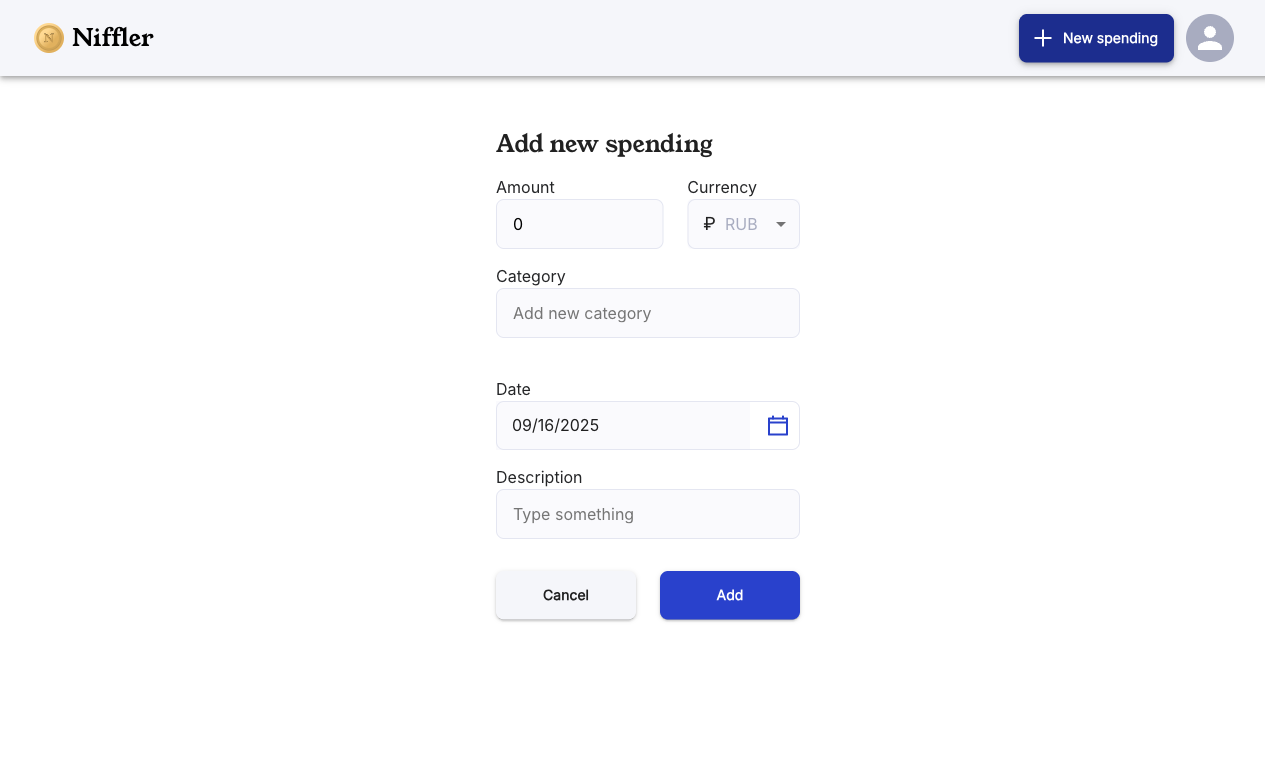 N Niffler
New spending
Add new spending
Amount
Currency
0
₽ RUB
Category
Add new category
Date
09/16/2025
Description
Type something
Cancel
Add